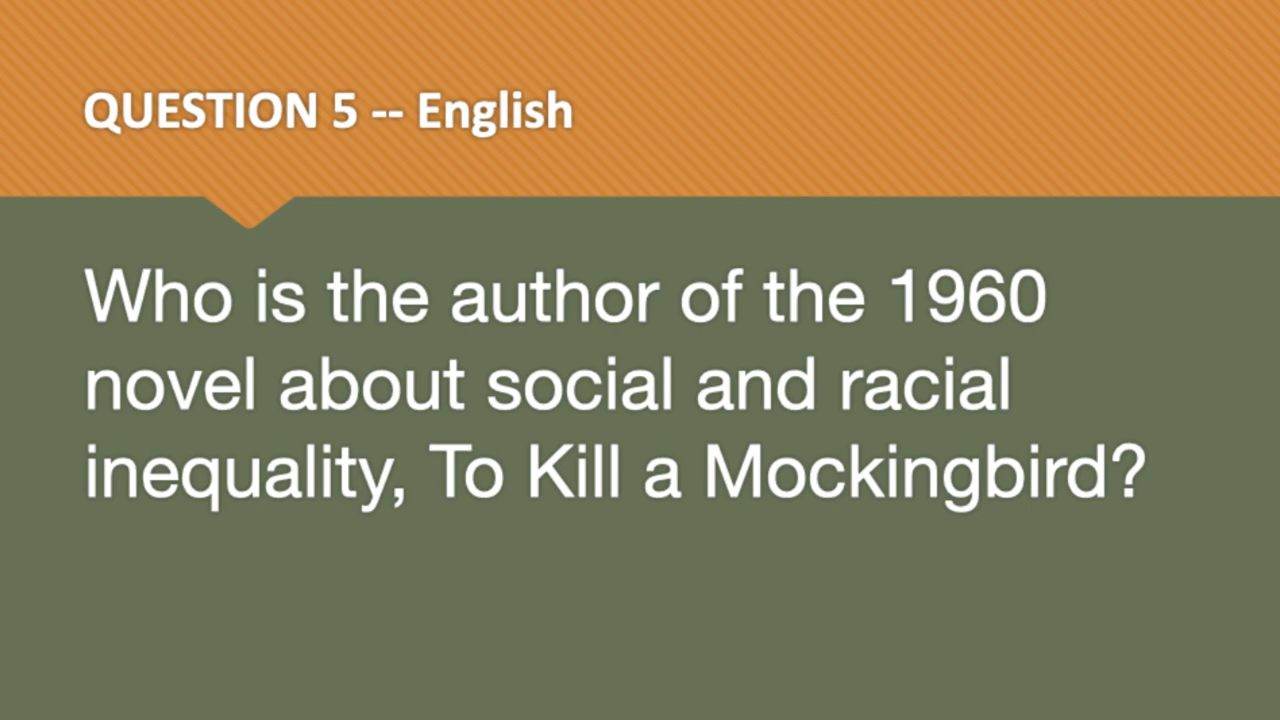 QUESTION 5 -- English
Who is the author of the 1960
novel about social and racial
inequality, To Kill a Mockingbird?